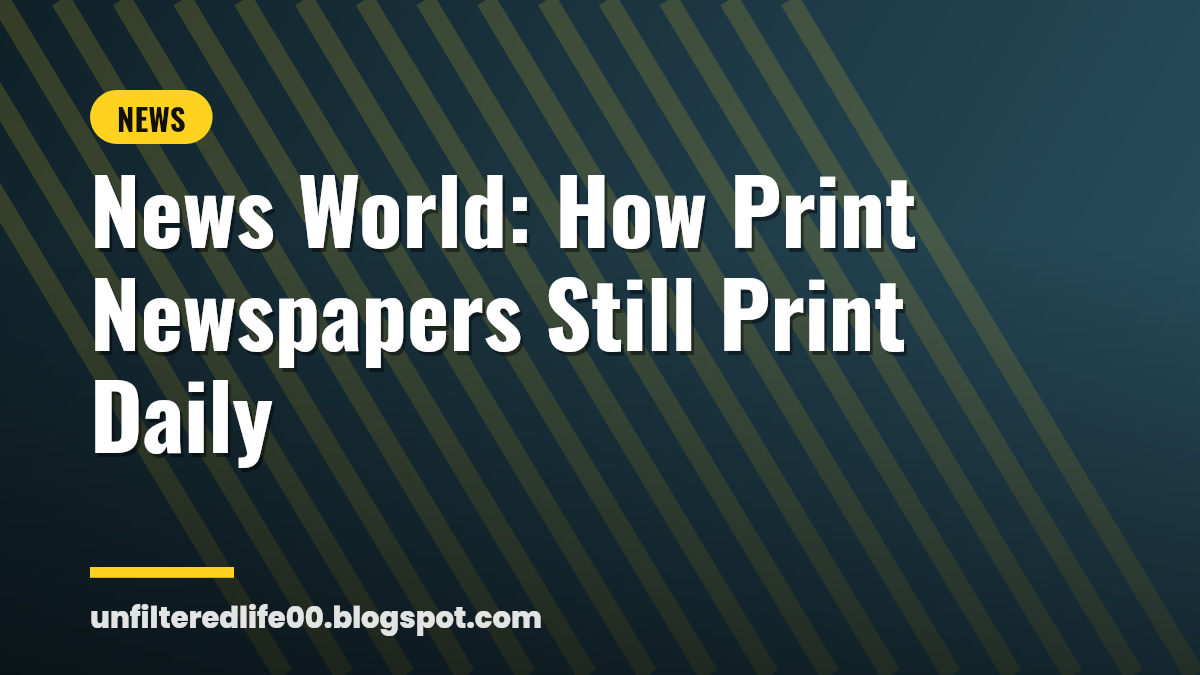 NEWS
News World: How Print
Newspapers Still Print
Daily
unfilteredlife00.blogspot.com